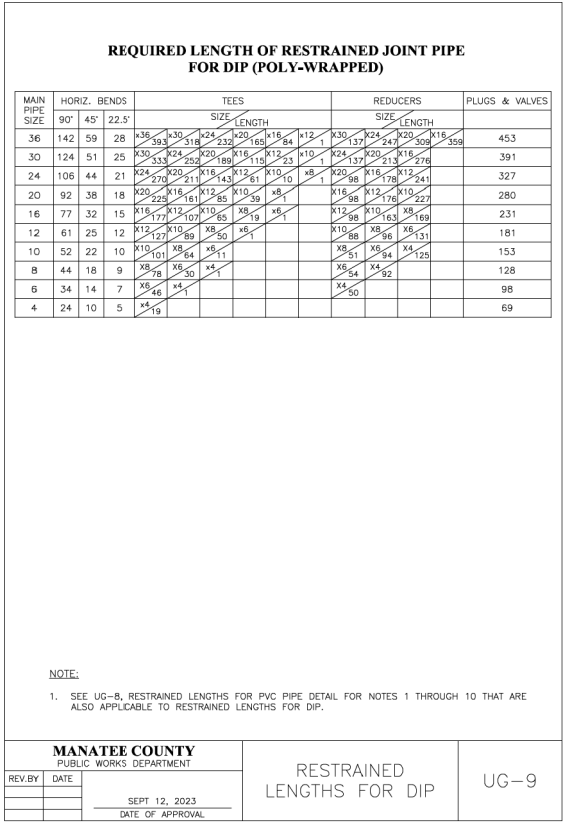 REQUIRED LENGTH OF RESTRAINED JOINT PIPE
FOR DIP (POLY-WRAPPED)
MAIN PIPE SIZE HORIZ. BENDS TEES REDUCERS PLUGS & VALVES
90° 45° 22.5° SIZE LENGTH SIZE LENGTH
36 142 59 28 x36 393 x30 318 x24 232 x20 165 x16 84 x12 1 X30 137 X24 247 X20 309 X16 359 453
30 124 51 25 X30 333 X24 252 X20 189 X16 115 X12 23 x10 1 X24 137 X20 213 X16 276 391
24 106 44 21 X24 270 X20 211 X16 143 X12 61 X10 10 x8 1 X20 98 X16 178 X12 241 327
20 92 38 18 X20 225 X16 161 X12 85 X10 39 x8 1 X16 98 X12 176 X10 227 280
16 77 32 15 X16 177 X12 107 X10 65 X8 19 x6 1 X12 98 X10 163 X8 169 231
12 61 25 12 X12 127 X10 89 X8 50 x6 1 X10 88 X8 96 X6 131 181
10 52 22 10 X10 101 X8 64 x6 11 X8 51 X6 94 X4 125 153
8 44 18 9 X8 78 X6 30 x4 1 X6 54 X4 92 128
6 34 14 7 X6 46 x4 1 X4 50 98
4 24 10 5 x4 19 69
NOTE:
1. SEE UG-8, RESTRAINED LENGTHS FOR PVC PIPE DETAIL FOR NOTES 1 THROUGH 10 THAT ARE
ALSO APPLICABLE TO RESTRAINED LENGTHS FOR DIP.
MANATEE COUNTY
PUBLIC WORKS DEPARTMENT
REV.BY DATE
SEPT 12, 2023
DATE OF APPROVAL
RESTRAINED
LENGTHS FOR DIP
UG-9